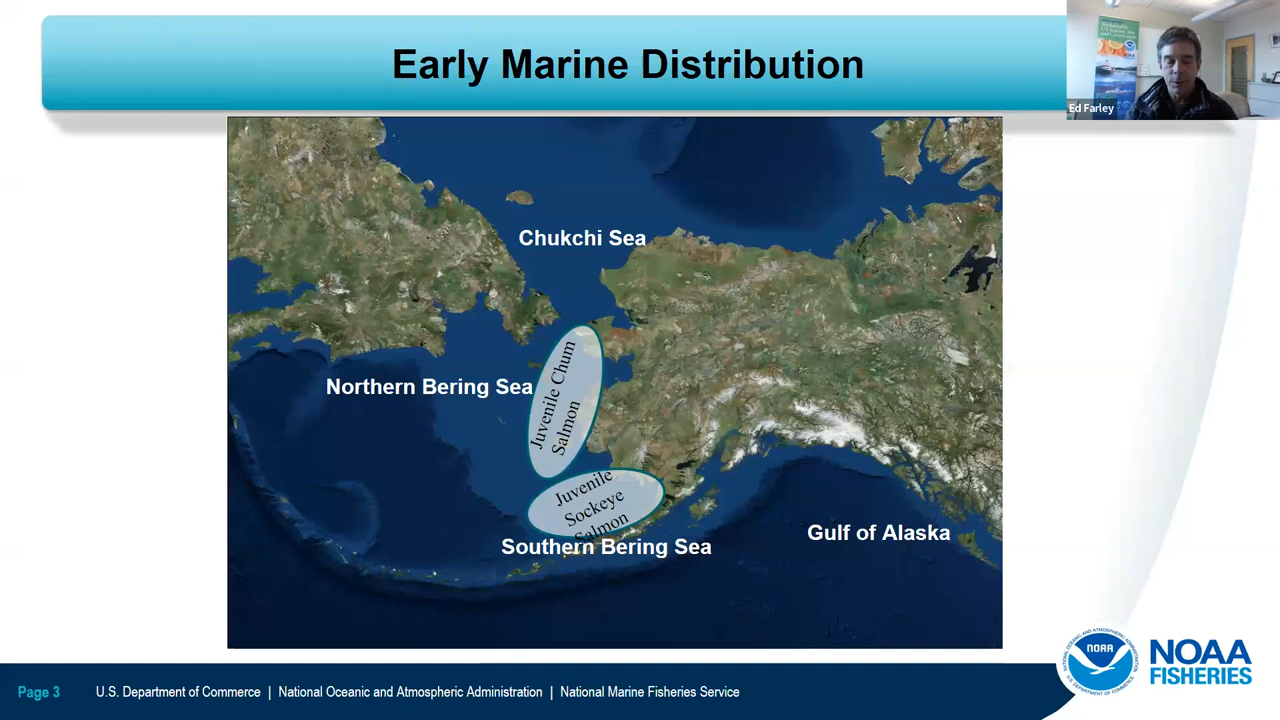 Early Marine Distribution
Ed Farley
NOAA
Chukchi Sea
Northern Bering Sea
Juvenile Chum
Salmon
Juvenile
Sockeye
Salmon
Southern Bering Sea
Gulf of Alaska
NOAA
NOAA
FISHERIES
Page 3
U.S. Department of Commerce | National Oceanic and Atmospheric Administration | National Marine Fisheries Service